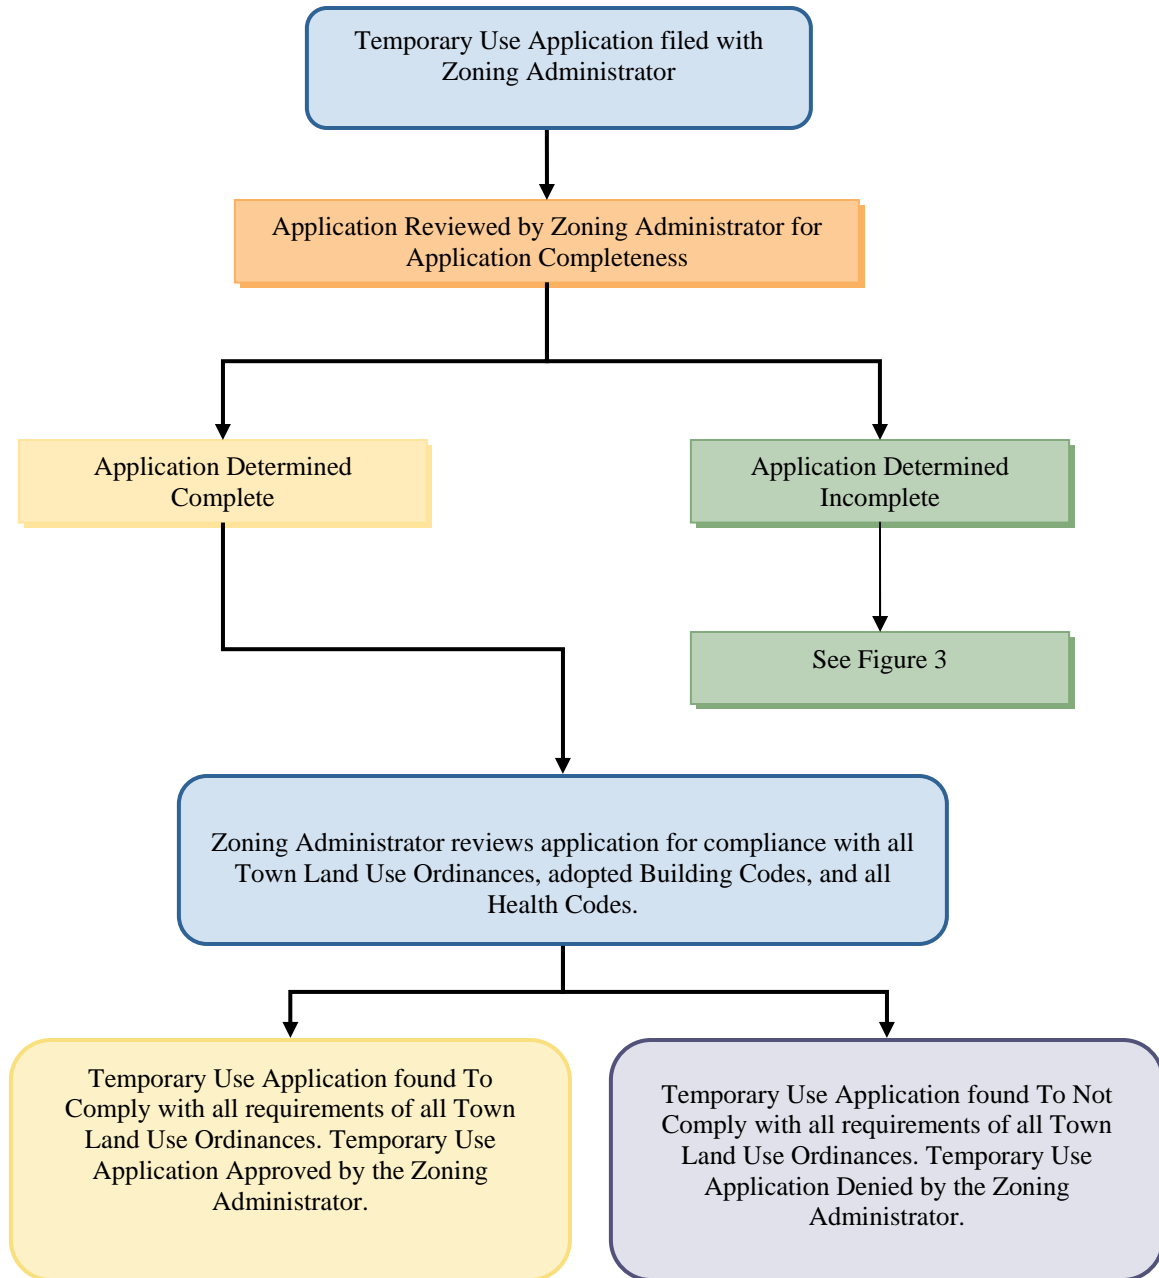 Temporary Use Application filed with
Zoning Administrator
Application Reviewed by Zoning Administrator for
Application Completeness
Application Determined
Complete
Application Determined
Incomplete
See Figure 3
Zoning Administrator reviews application for compliance with all
Town Land Use Ordinances, adopted Building Codes, and all
Health Codes.
Temporary Use Application found To
Comply with all requirements of all Town
Land Use Ordinances. Temporary Use
Application Approved by the Zoning
Administrator.
Temporary Use Application found To Not
Comply with all requirements of all Town
Land Use Ordinances. Temporary Use
Application Denied by the Zoning
Administrator.